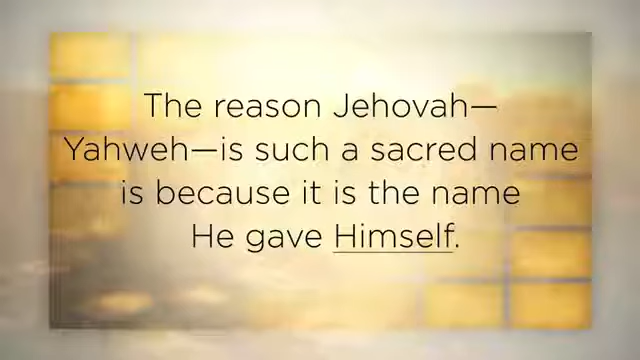 The reason Jehovah—
Yahweh—is such a sacred name
is because it is the name
He gave Himself.